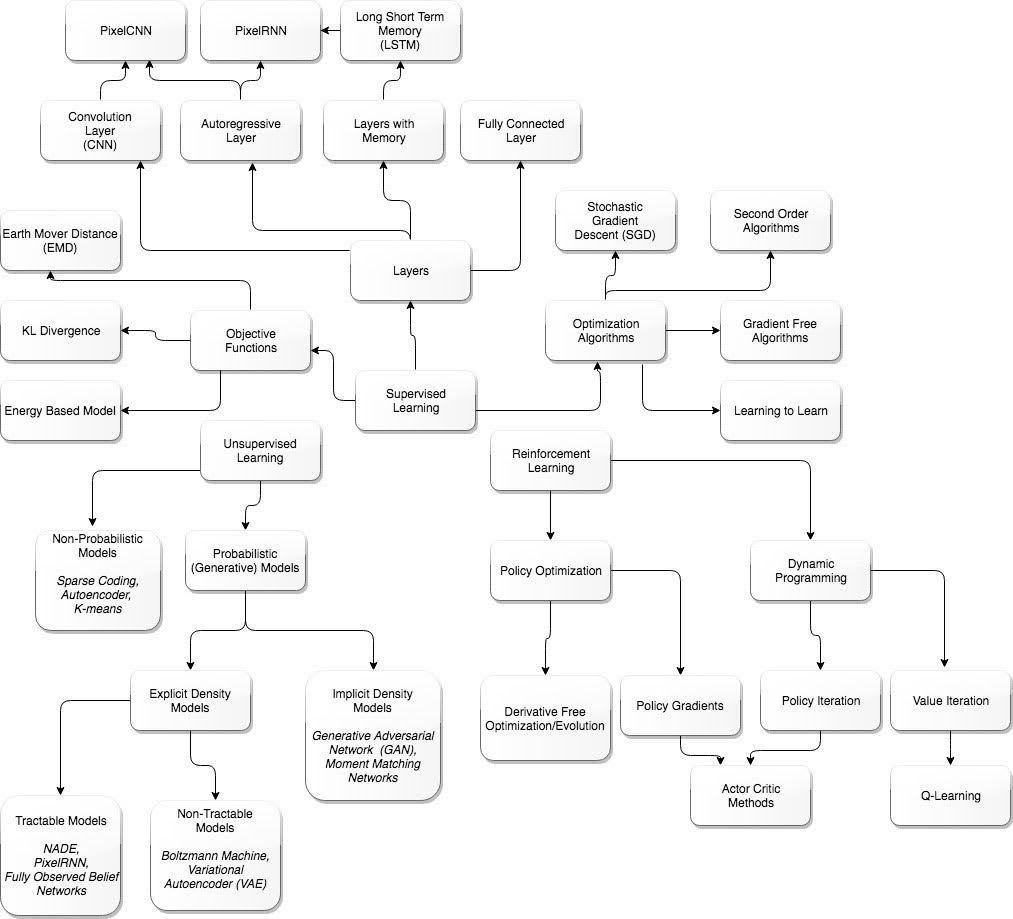 PixelCNN
PixelRNN
Long Short Term
Memory
(LSTM)
Convolution
Layer
(CNN)
Autoregressive
Layer
Layers with
Memory
Fully Connected
Layer
Stochastic
Gradient
Descent (SGD)
Second Order
Algorithms
Earth Mover Distance
(EMD)
Layers
KL Divergence
Objective
Functions
Optimization
Algorithms
Gradient Free
Algorithms
Energy Based Model
Supervised
Learning
Learning to Learn
Unsupervised
Learning
Reinforcement
Learning
Non-Probabilistic
Models
Sparse Coding,
Autoencoder,
K-means
Probabilistic
(Generative) Models
Policy Optimization
Dynamic
Programming
Explicit Density
Models
Implicit Density
Models
Generative Adversarial
Network (GAN),
Moment Matching
Networks
Derivative Free
Optimization/Evolution
Policy Gradients
Policy Iteration
Value Iteration
Actor Critic
Methods
Q-Learning
Tractable Models
NADE,
PixelRNN,
Fully Observed Belief
Networks
Non-Tractable
Models
Boltzmann Machine,
Variational
Autoencoder (VAE)